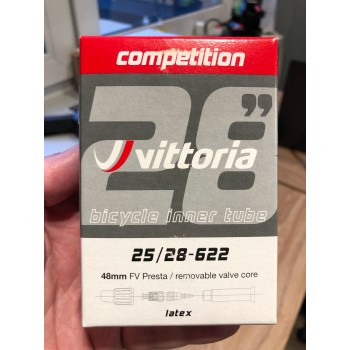 competition
28”
vittoria
bicycle inner tube
25/28-622
48mm FV Presta / removable valve core
latex